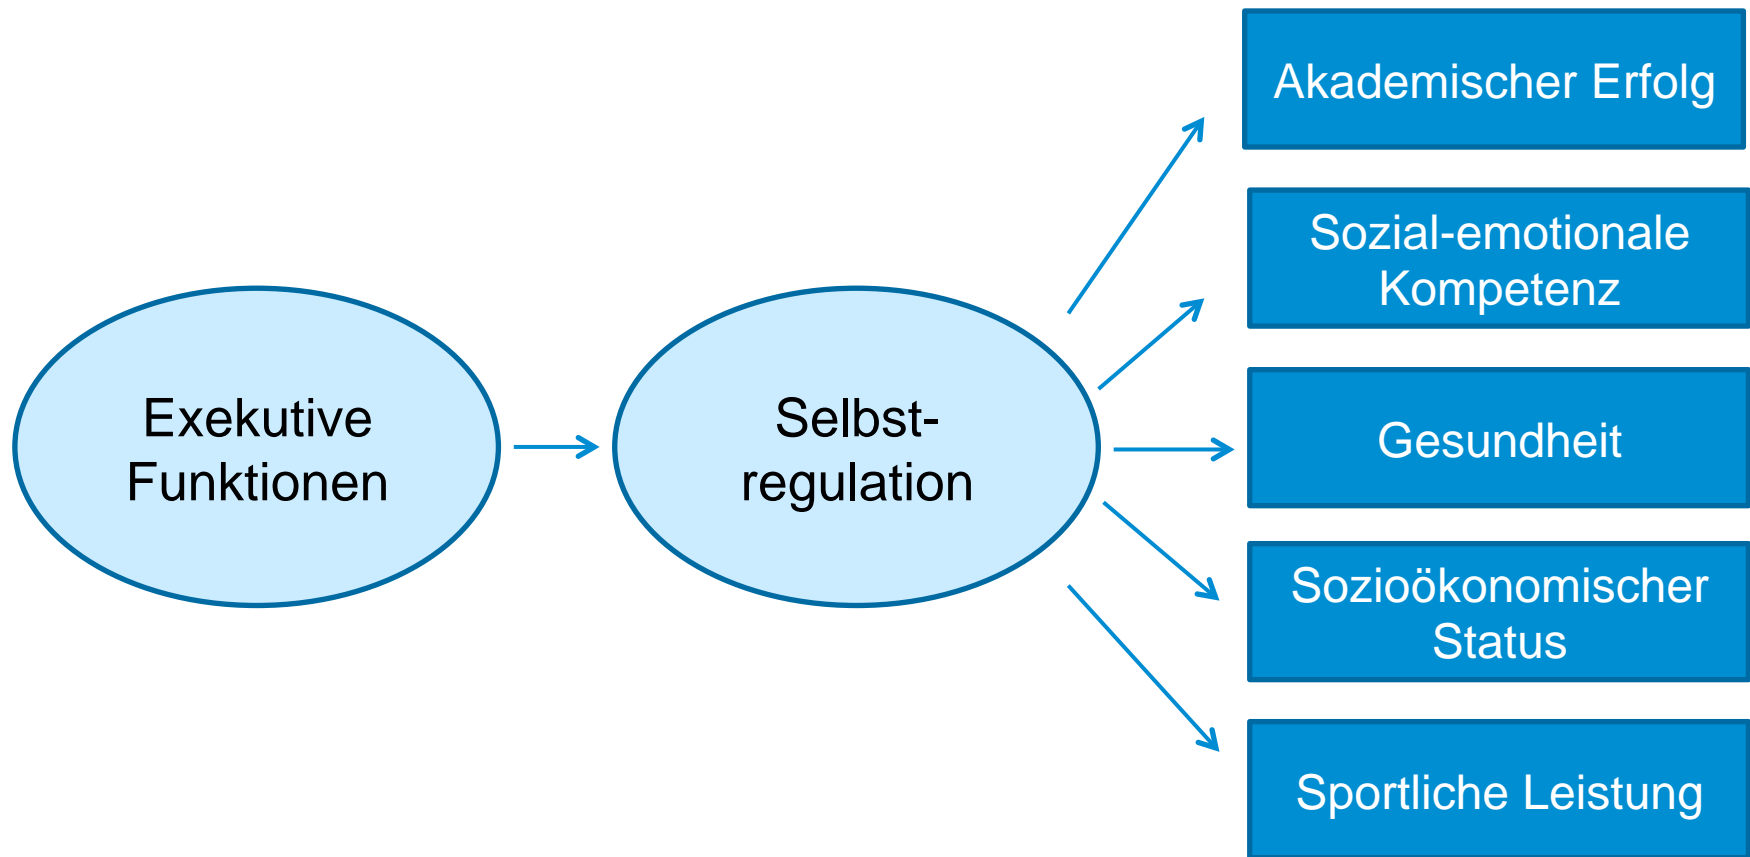 Exekutive
Funktionen
Selbst-
regulation
Akademischer Erfolg
Sozial-emotionale
Kompetenz
Gesundheit
Sozioökonomischer
Status
Sportliche Leistung